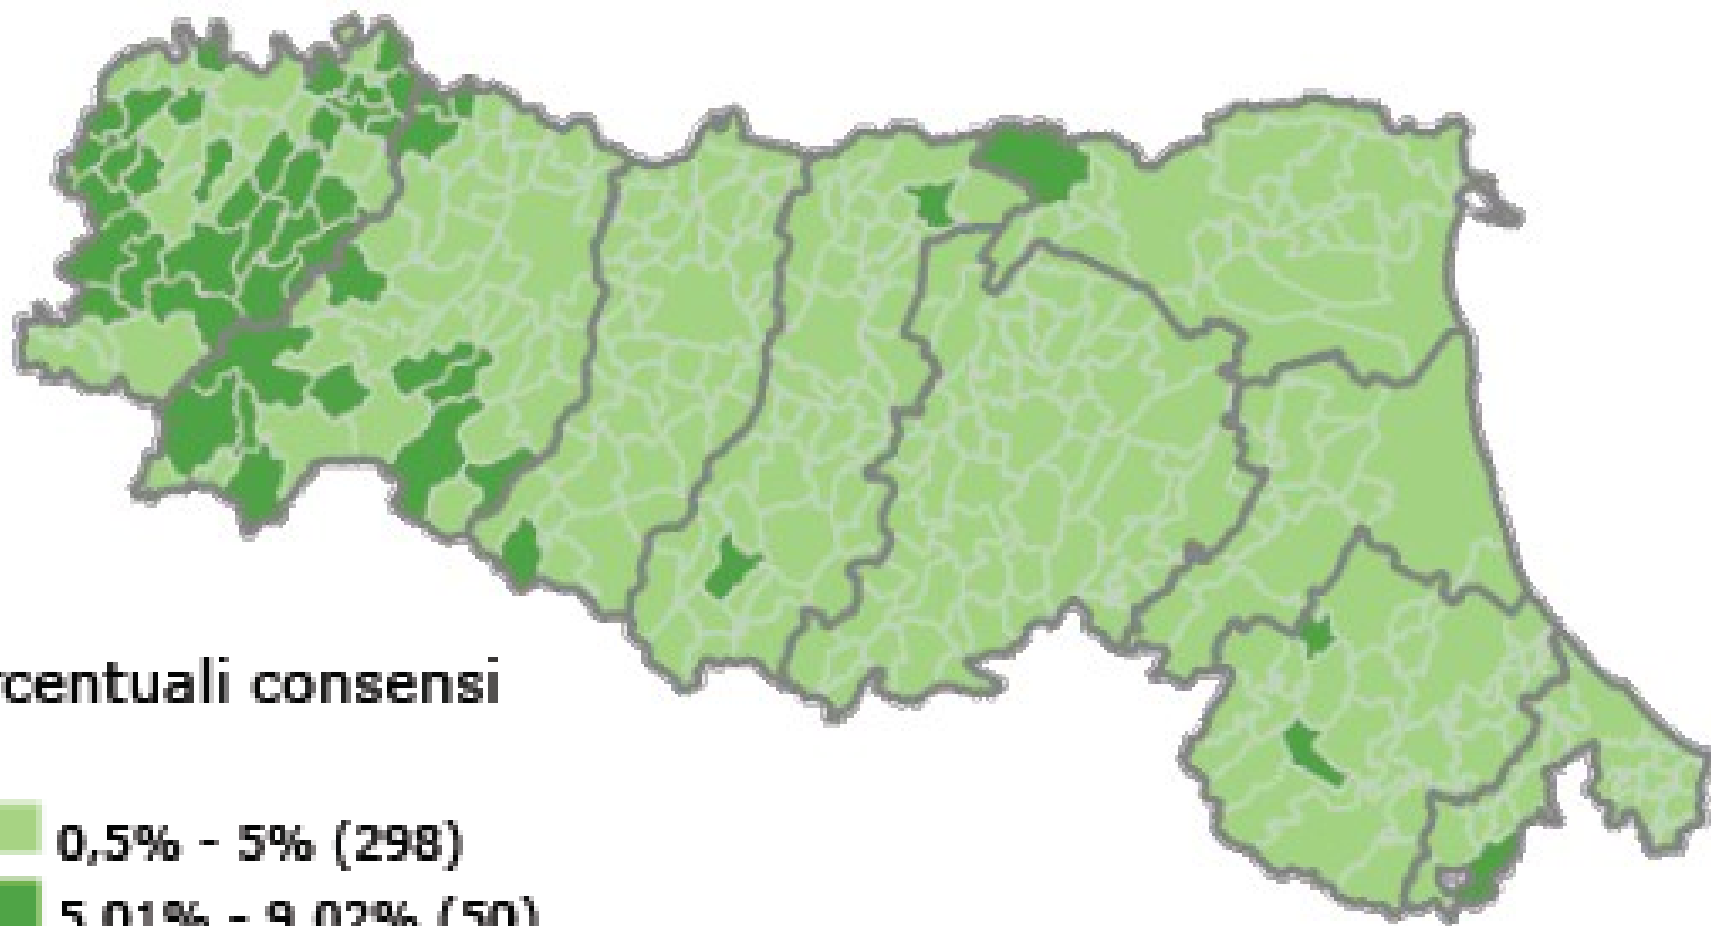 rcentuali consensi
0,5% - 5% (298)
5,01% - 9,02% (50)